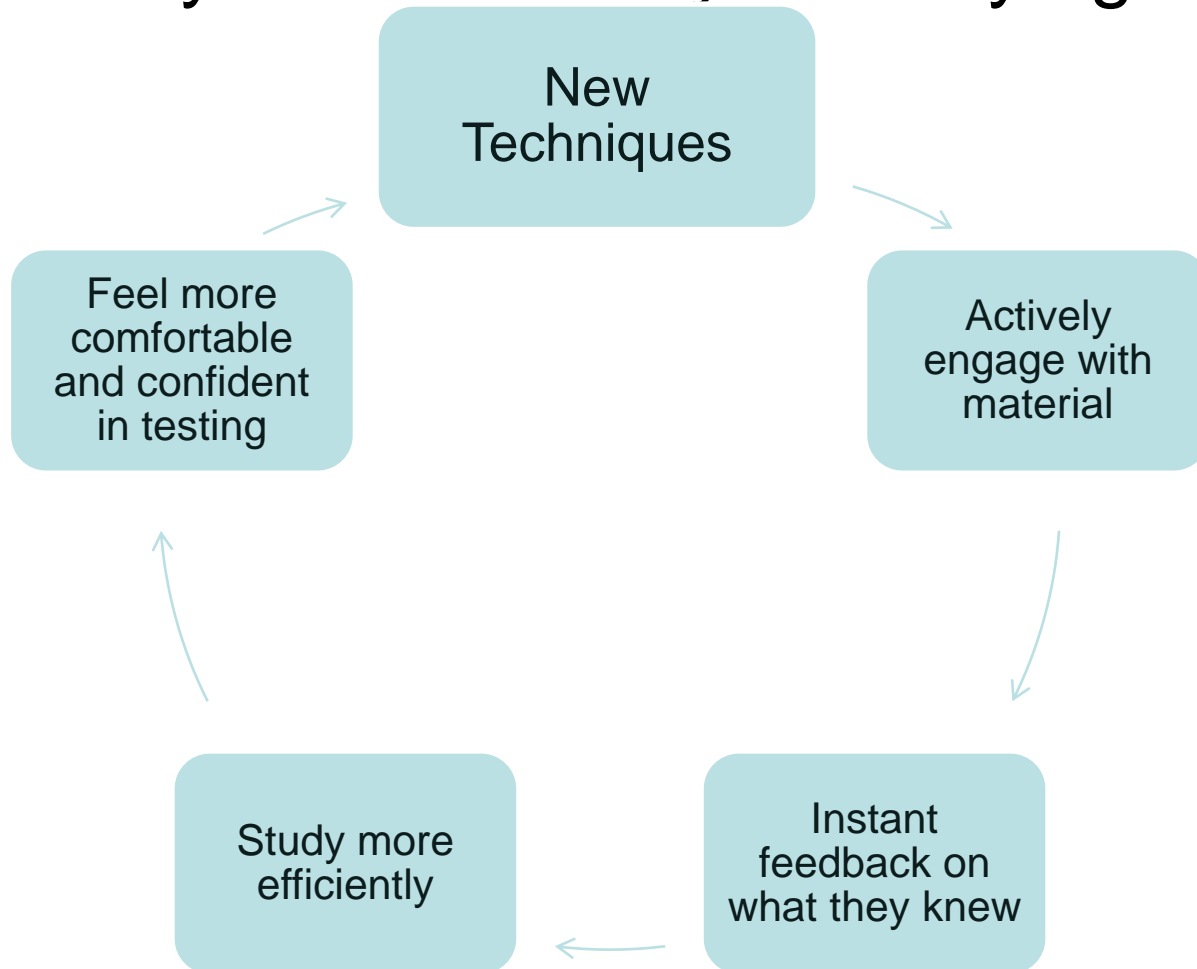 New
Techniques
Actively
engage with
material
Instant
feedback on
what they knew
Study more
efficiently
Feel more
comfortable
and confident
in testing